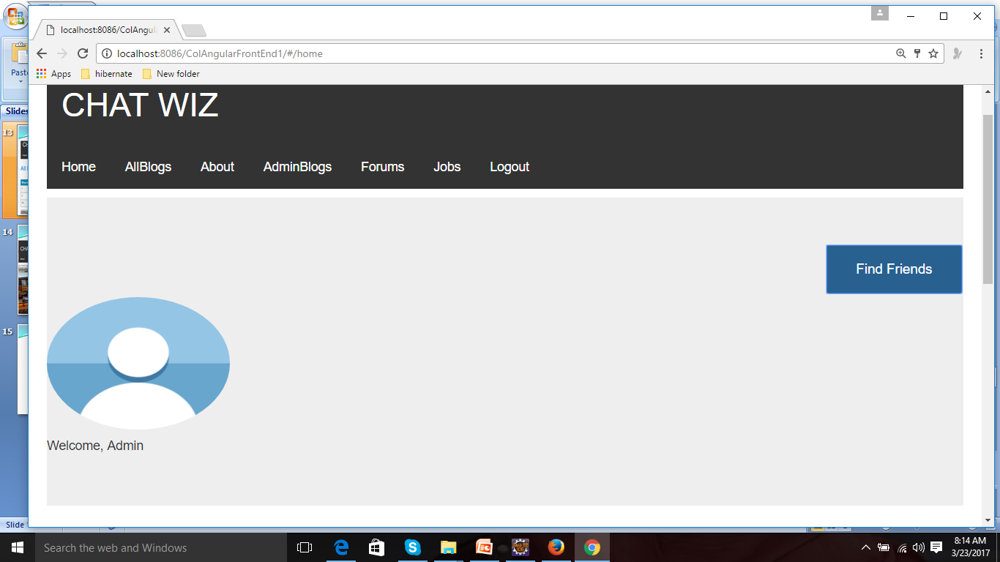 localhost:8086/ColAngula
localhost:8086/ColAngularFrontEnd1/#/home
Apps hibernate New folder
Paste
Slides
CHAT WIZ
13
Home AllBlogs About AdminBlogs Forums Jobs Logout
14
Find Friends
15
Welcome, Admin
Slide
Search the web and Windows
8:14 AM
3/23/2017